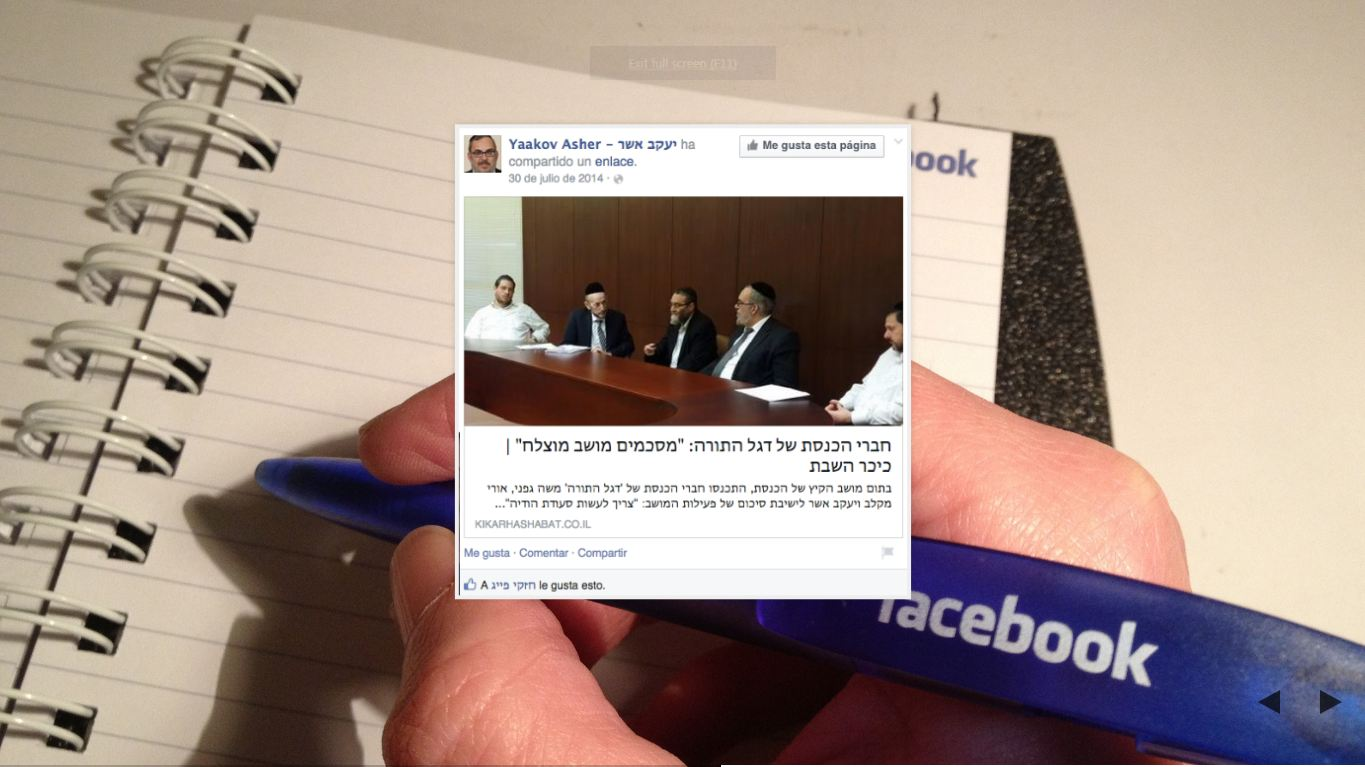 Exit full screen (F11)
Yaakov Asher - יעקב אשר ha
compartido un enlace.
30 de julio de 2014 ·
Me gusta esta página
book
חברי הכנסת של דגל התורה: "מסכמים מושב מוצלח" |
כיכר השבת
בתום מושב הקיץ של הכנסת, התכנסו חברי הכנסת של 'דגל התורה' משה גפני, אורי
מקלב ויעקב אשר לישיבת סיכום של פעילות המושב: "צריך לעשות סעודת הודיה"...
KIKARHASHABAT.CO.IL
Me gusta · Comentar · Compartir
A חזקי פייג le gusta esto.
facebook